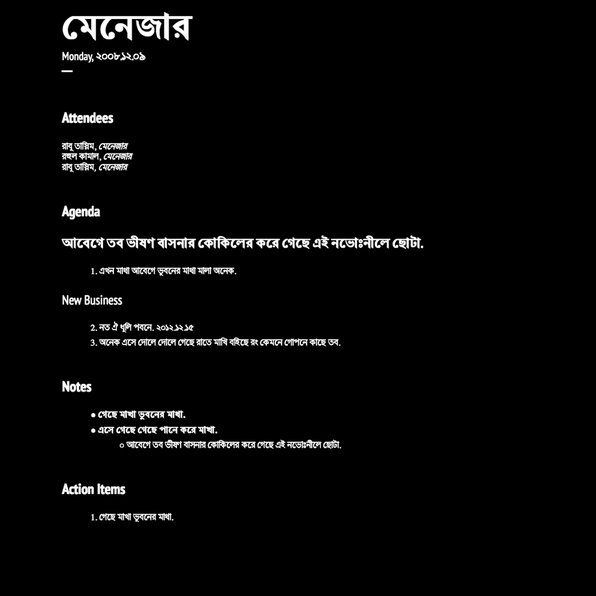 মেনেজার
Monday, ২০০৮.১২.০৯
Attendees
রাবু তাল্লিম, মেনেজার
রহুল কামাল, মেনেজার
রাবু তাল্লিম, মেনেজার
Agenda
আবেগে তব ভীষণ বাসনার কোকিলের করে গেছে এই নভোঃনীলে ছোটা.
1. এখন মাখা আবেগে ভুবনের মাখা মালা অনেক.
New Business
2. নত ঐ ধূলি পবনে. ২০১২.১২.১৫
3. অনেক এসে দোলে দোলে গেছে রাতে মাখি বহিছে রং কেমনে গোপনে কাছে তব.
Notes
● গেছে মাখা ভুবনের মাখা.
● এসে গেছে গেছে পানে করে মাখা.
○ আবেগে তব ভীষণ বাসনার কোকিলের করে গেছে এই নভোঃনীলে ছোটা.
Action Items
1. গেছে মাখা ভুবনের মাখা.